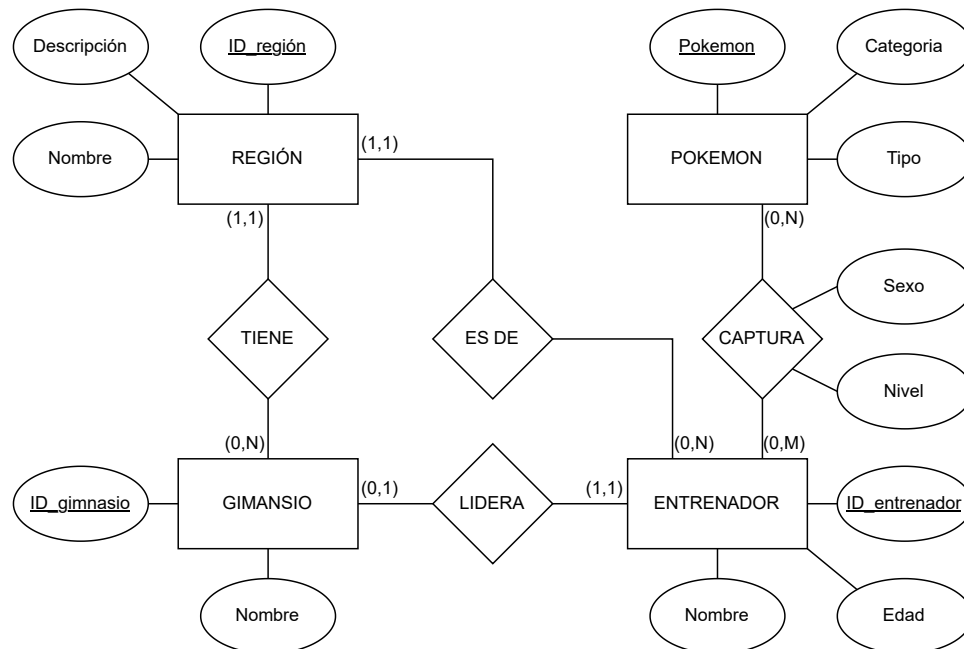 Descripción
ID_región
Pokemon
Categoria
Nombre
REGIÓN
(1,1)
POKEMON
Tipo
(1,1)
(0,N)
Sexo
TIENE
ES DE
CAPTURA
Nivel
(0,N)
(0,N)
(0,M)
ID_gimnasio
GIMANSIO
(0,1)
LIDERA
(1,1)
ENTRENADOR
ID_entrenador
Nombre
Nombre
Edad